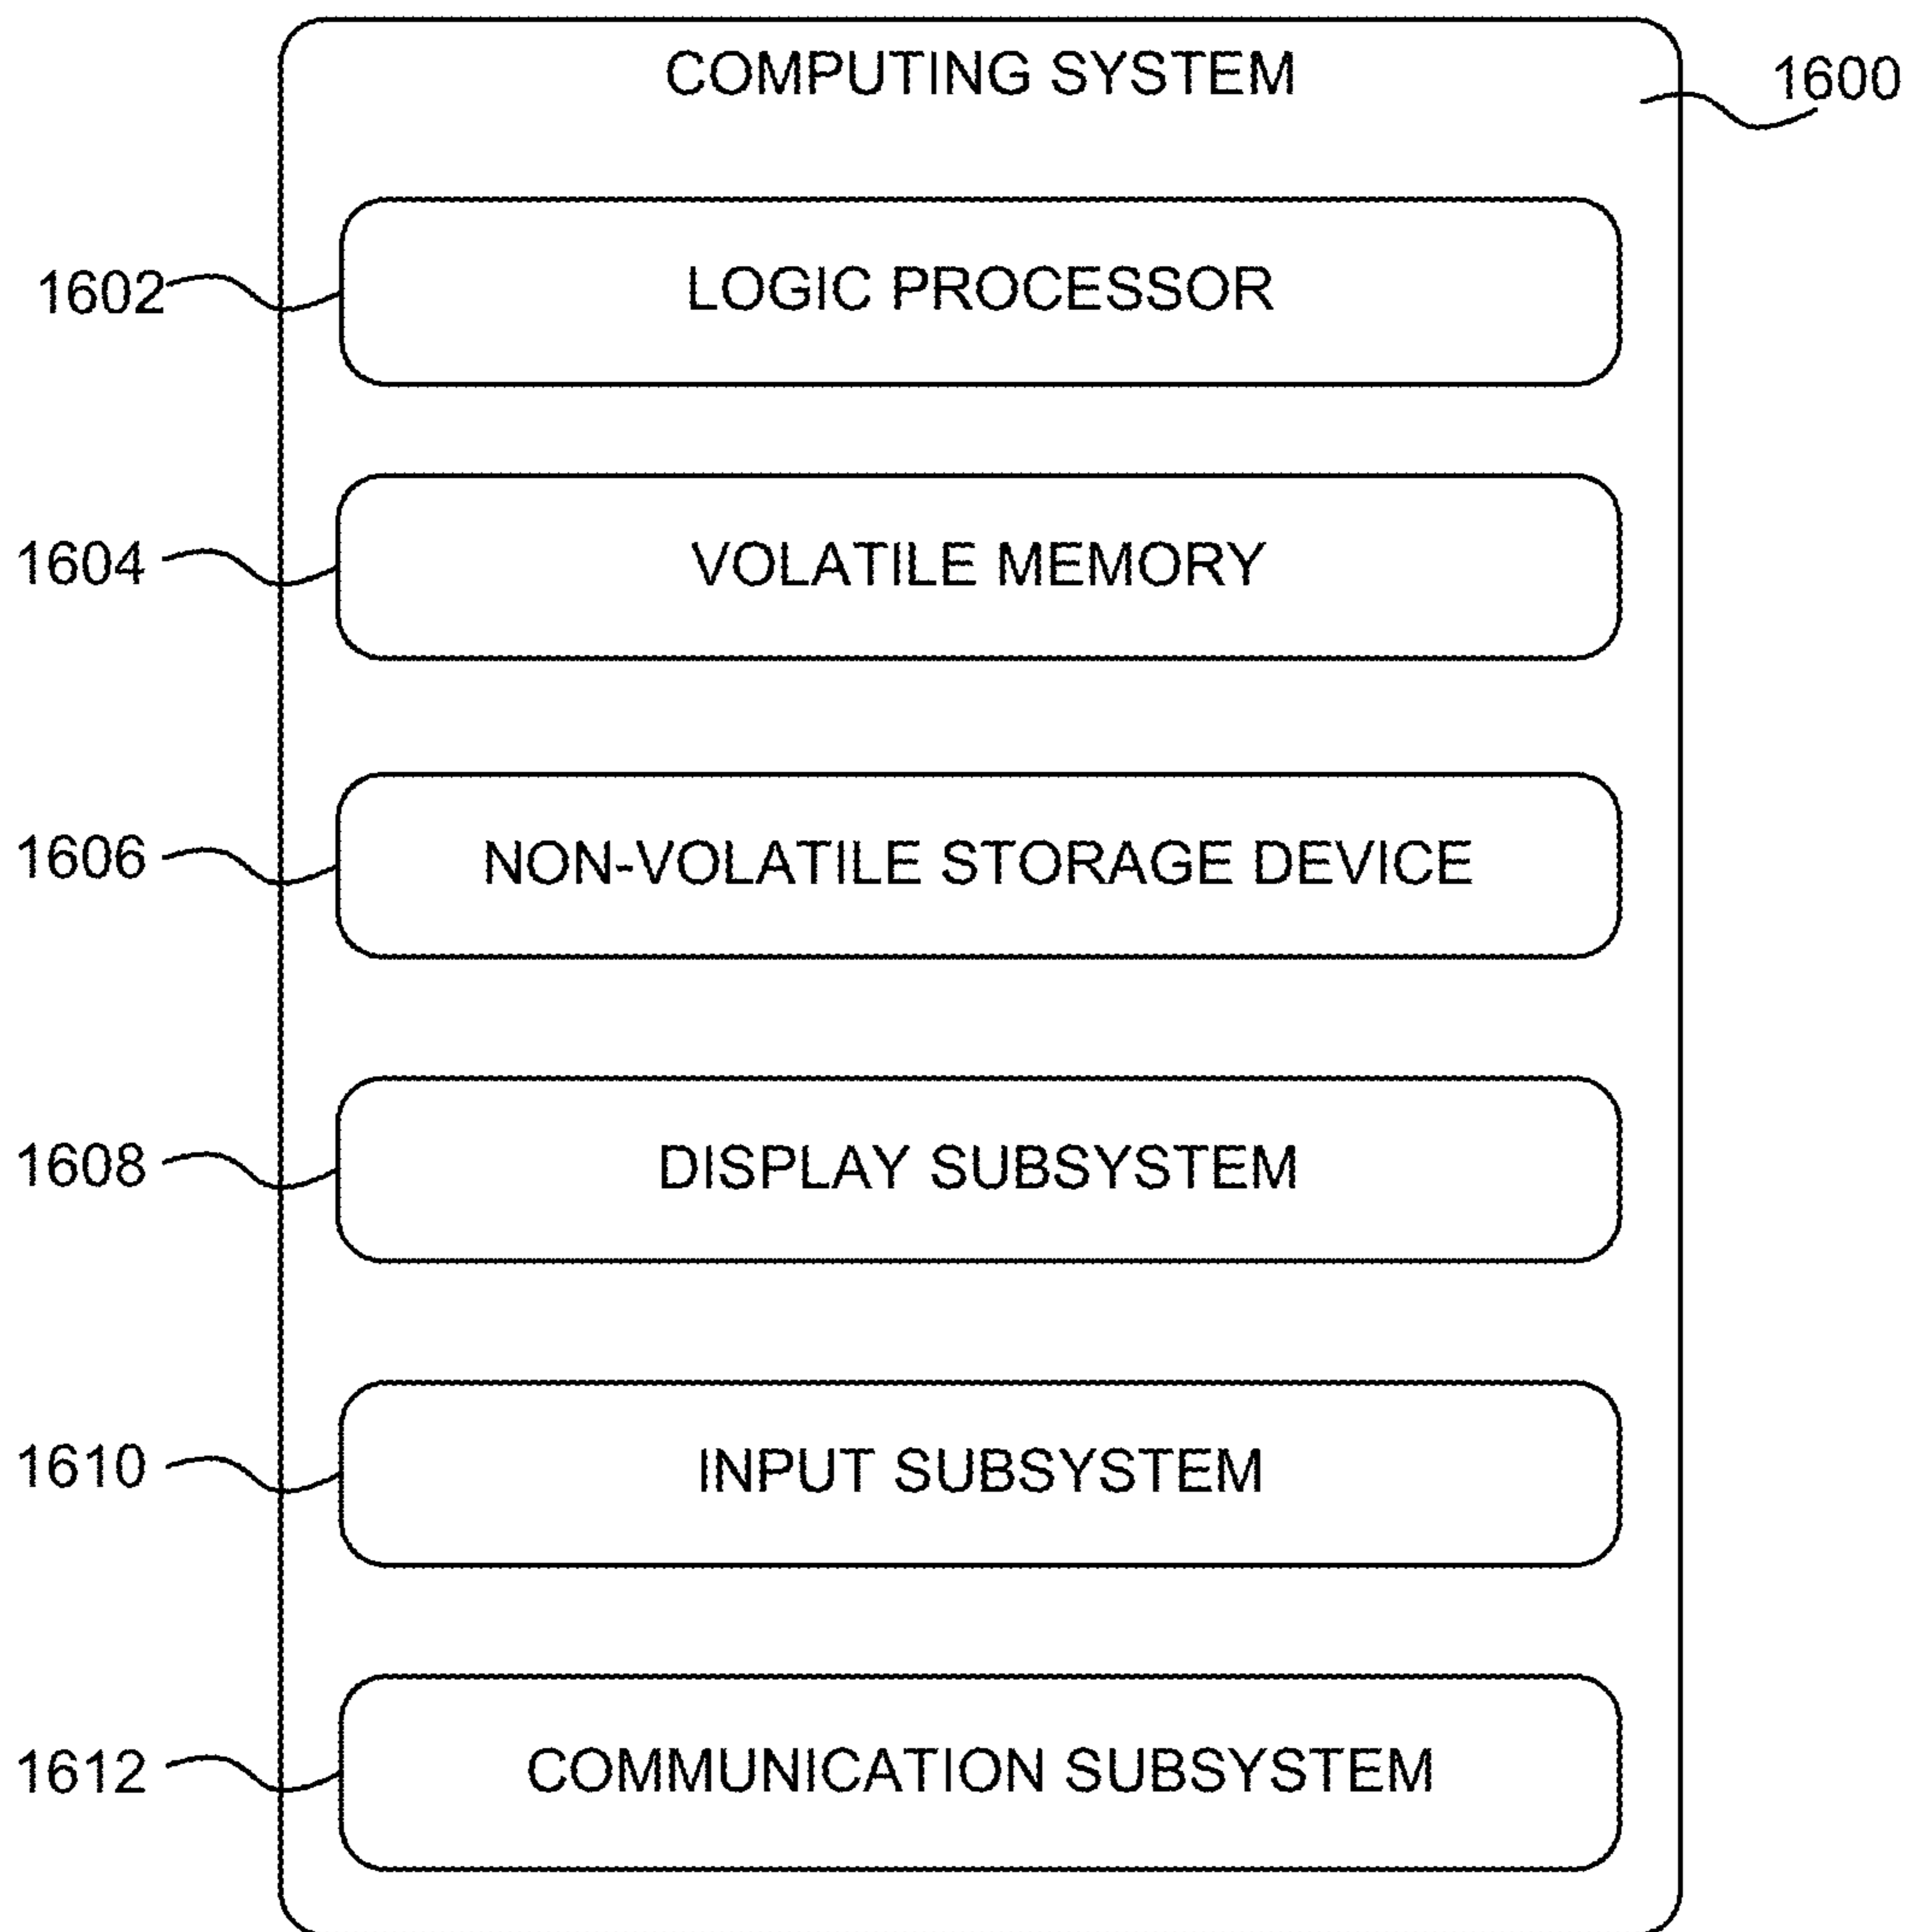 COMPUTING SYSTEM
1600
1602
LOGIC PROCESSOR
1604
VOLATILE MEMORY
1606
NON-VOLATILE STORAGE DEVICE
1608
DISPLAY SUBSYSTEM
1610
INPUT SUBSYSTEM
1612
COMMUNICATION SUBSYSTEM